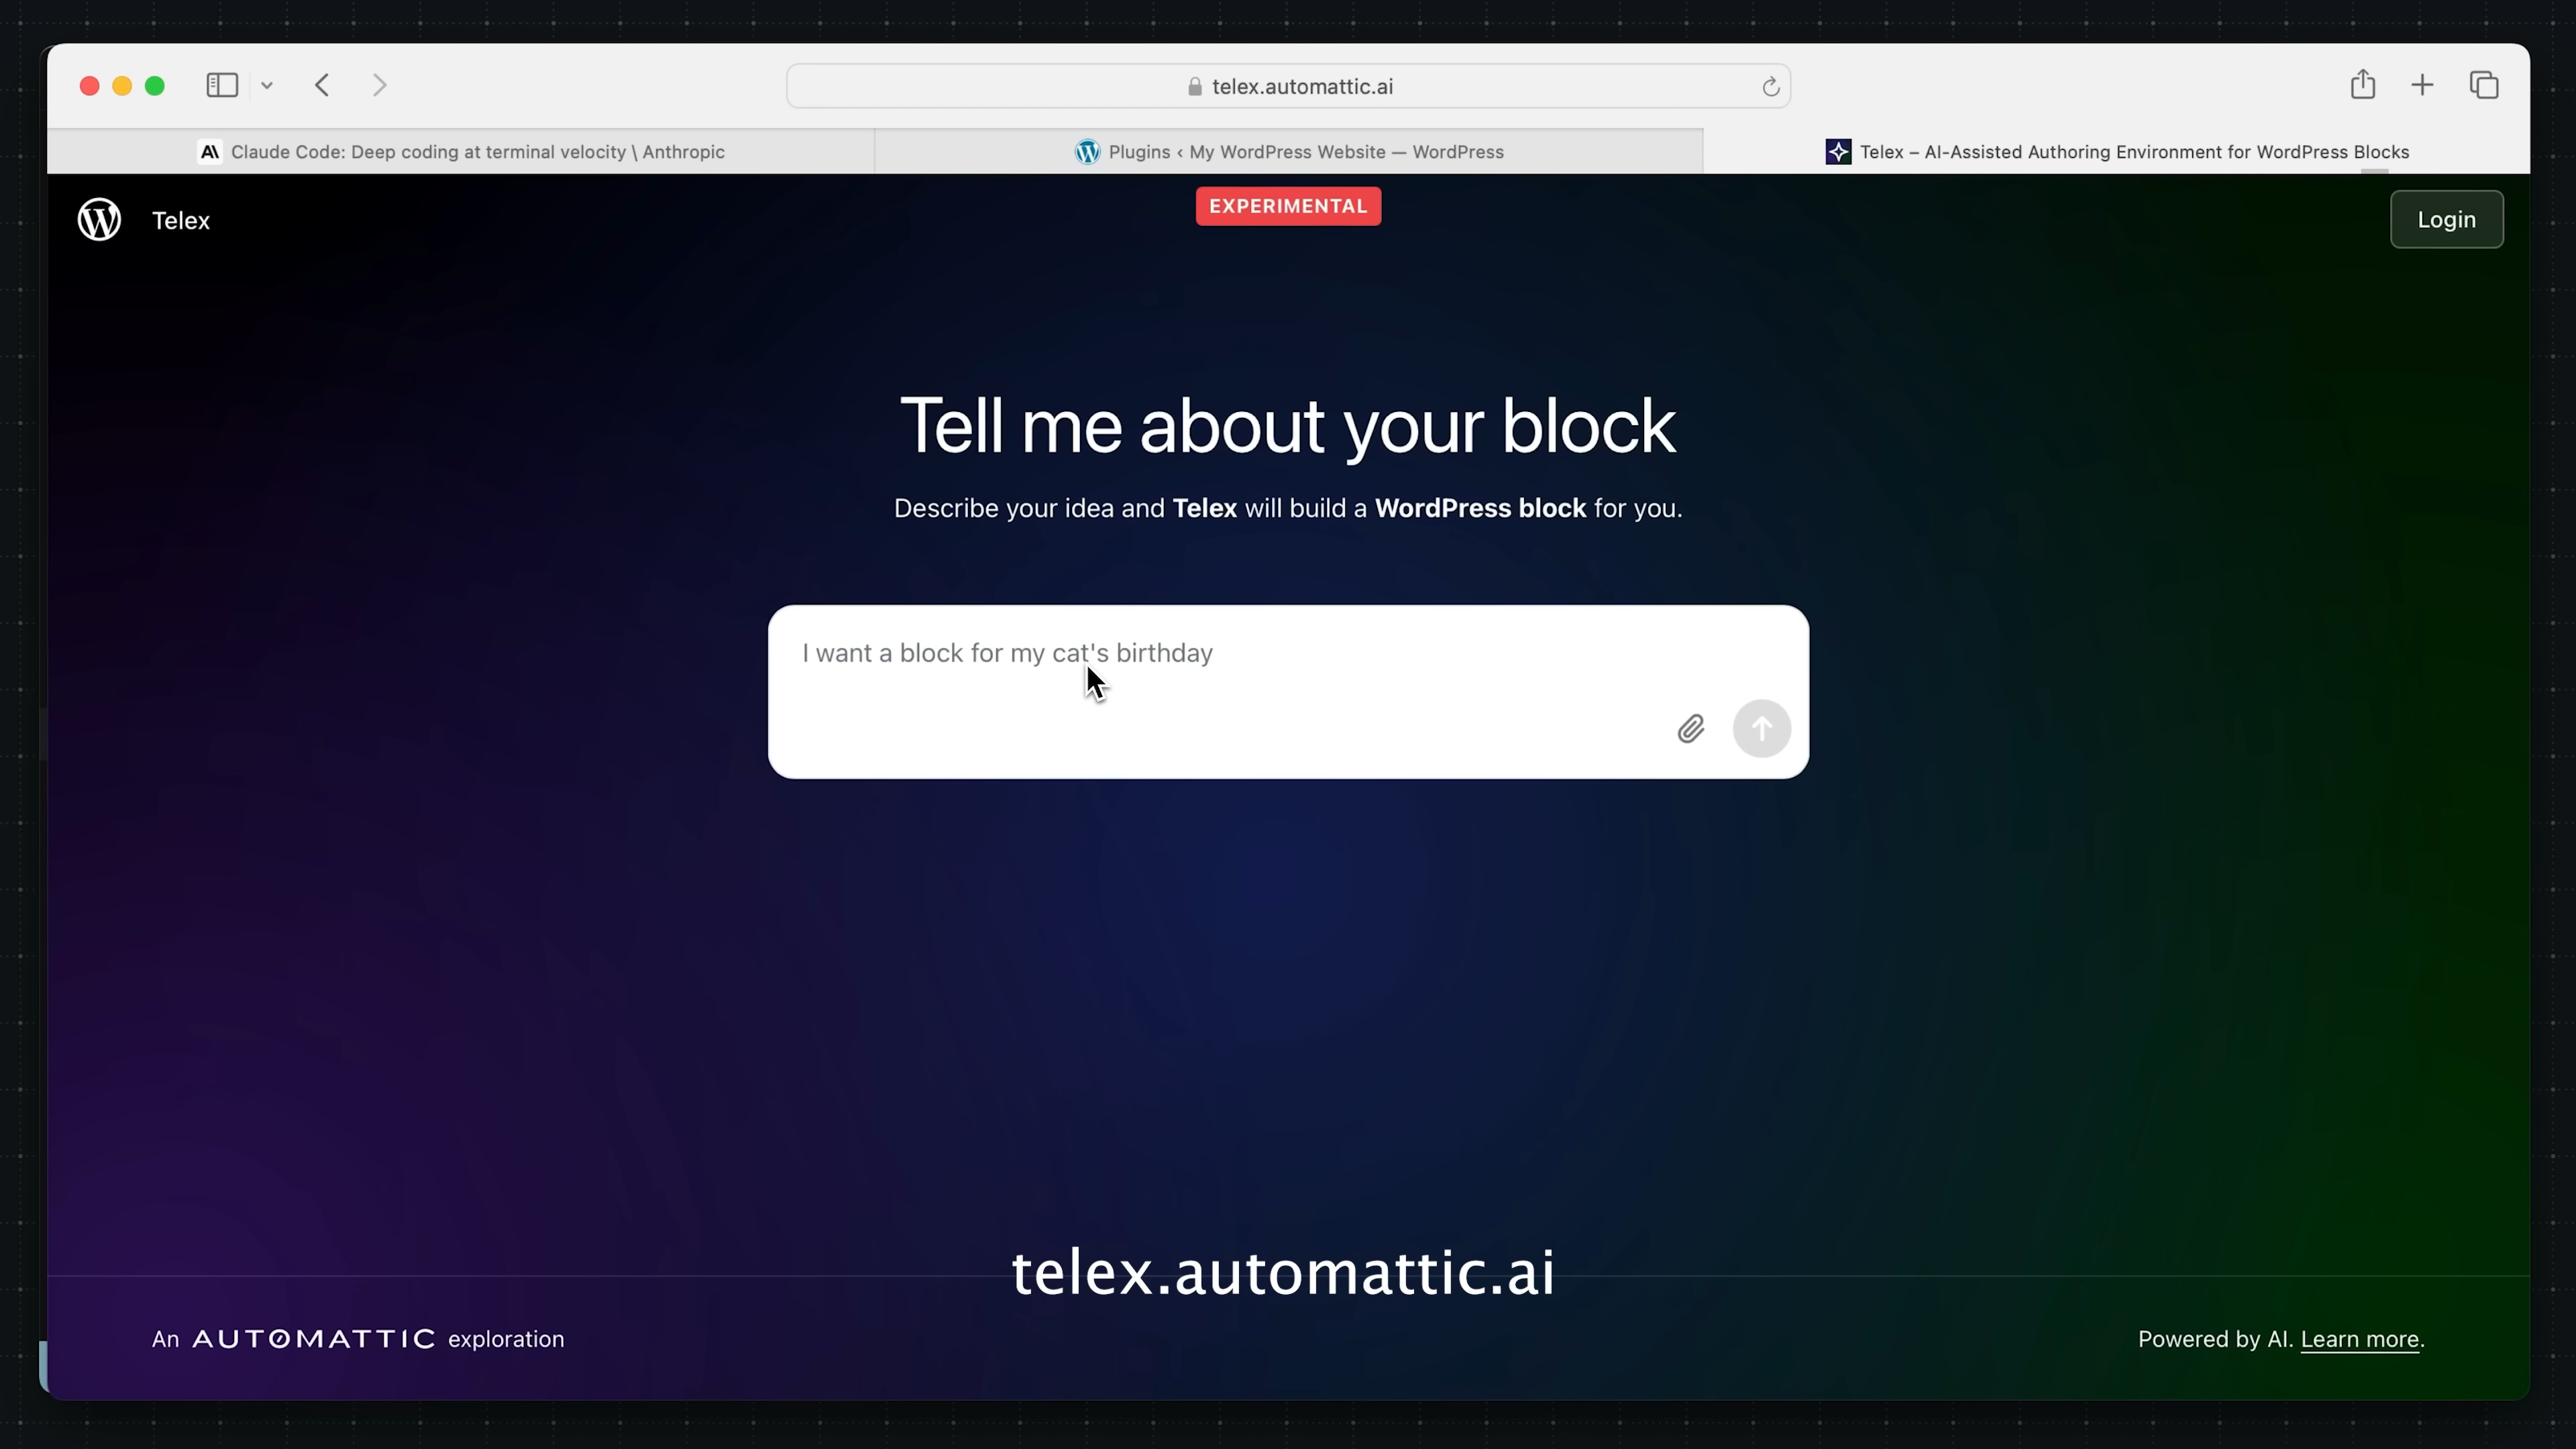 telex.automattic.ai
Claude Code: Deep coding at terminal velocity \ Anthropic
Plugins ‹ My WordPress Website — WordPress
Telex – AI-Assisted Authoring Environment for WordPress Blocks
Telex
EXPERIMENTAL
Login
Tell me about your block
Describe your idea and Telex will build a WordPress block for you.
I want a block for my cat's birthday
telex.automattic.ai
An AUTOMATTIC exploration
Powered by AI. Learn more.